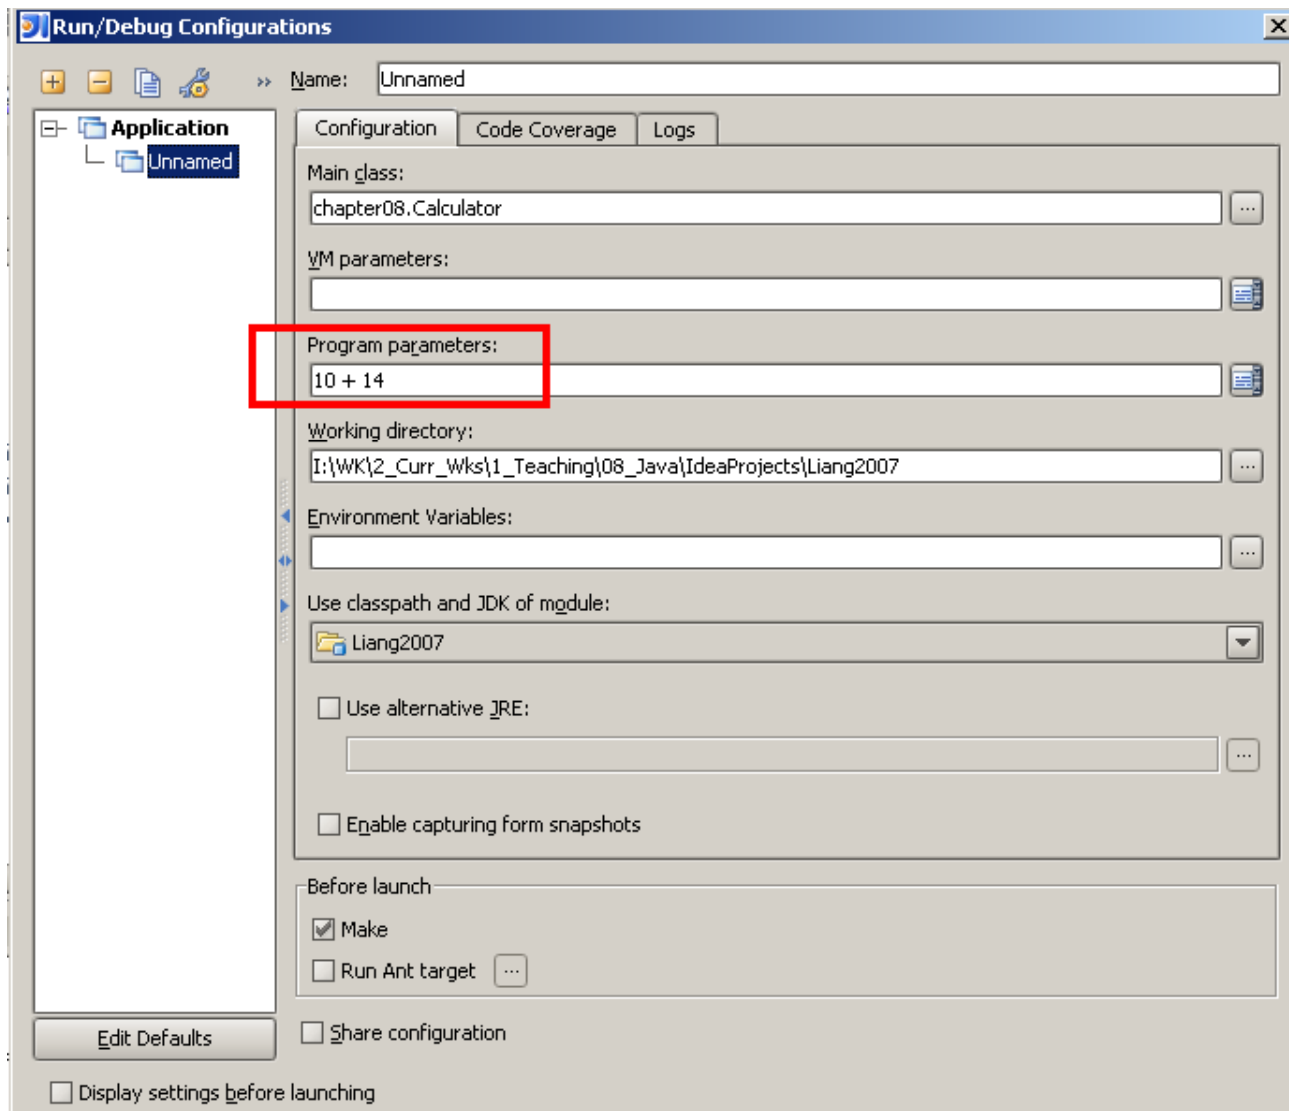 Run/Debug Configurations
Name: Unnamed
Application
Unnamed
Configuration Code Coverage Logs
Main class:
chapter08.Calculator
...
VM parameters:
Program parameters:
10 + 14
Working directory:
I:\WK\2_Curr_Wks\1_Teaching\08_Java\IdeaProjects\Liang2007
...
Environment Variables:
...
Use classpath and JDK of module:
Liang2007
Use alternative JRE:
...
Enable capturing form snapshots
Before launch
Make
Run Ant target ...
Edit Defaults
Share configuration
Display settings before launching